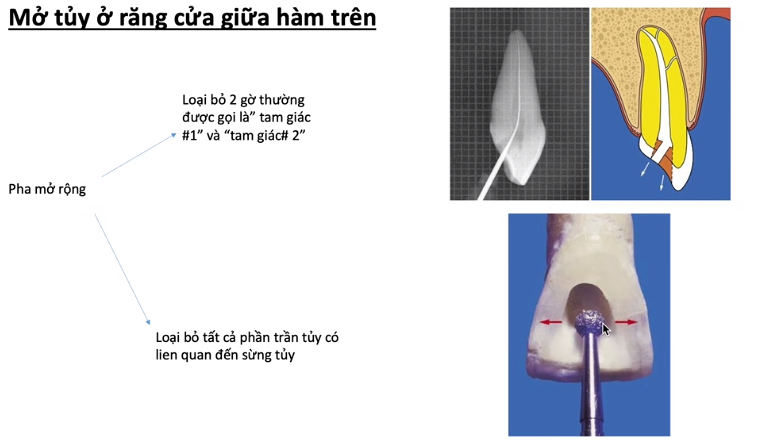 Mở tủy ở răng cửa giữa hàm trên
Loại bỏ 2 gờ thường
được gọi là” tam giác
#1” và “tam giác# 2”
Pha mở rộng
Loại bỏ tất cả phần trần tủy có
lien quan đến sừng tủy